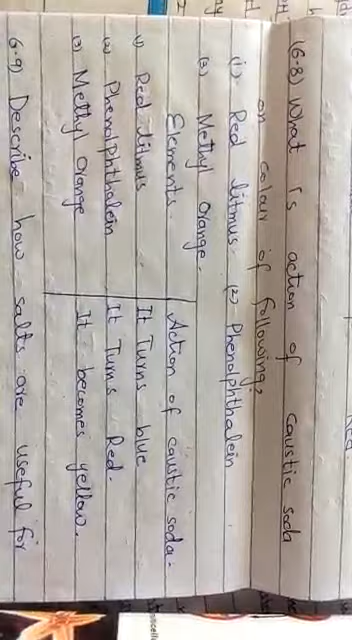 (6.8) What is action of caustic soda
on colour of following?
(1) Red litmus. (2) Phenolphthalein
(3) Methyl orange.
Elements. Action of caustic soda.
1) Red litmus It Turns blue
(2) Phenolphthalein It Turns Red.
(3) Methyl orange It becomes yellow.
(6.9) Describe how salts are useful for